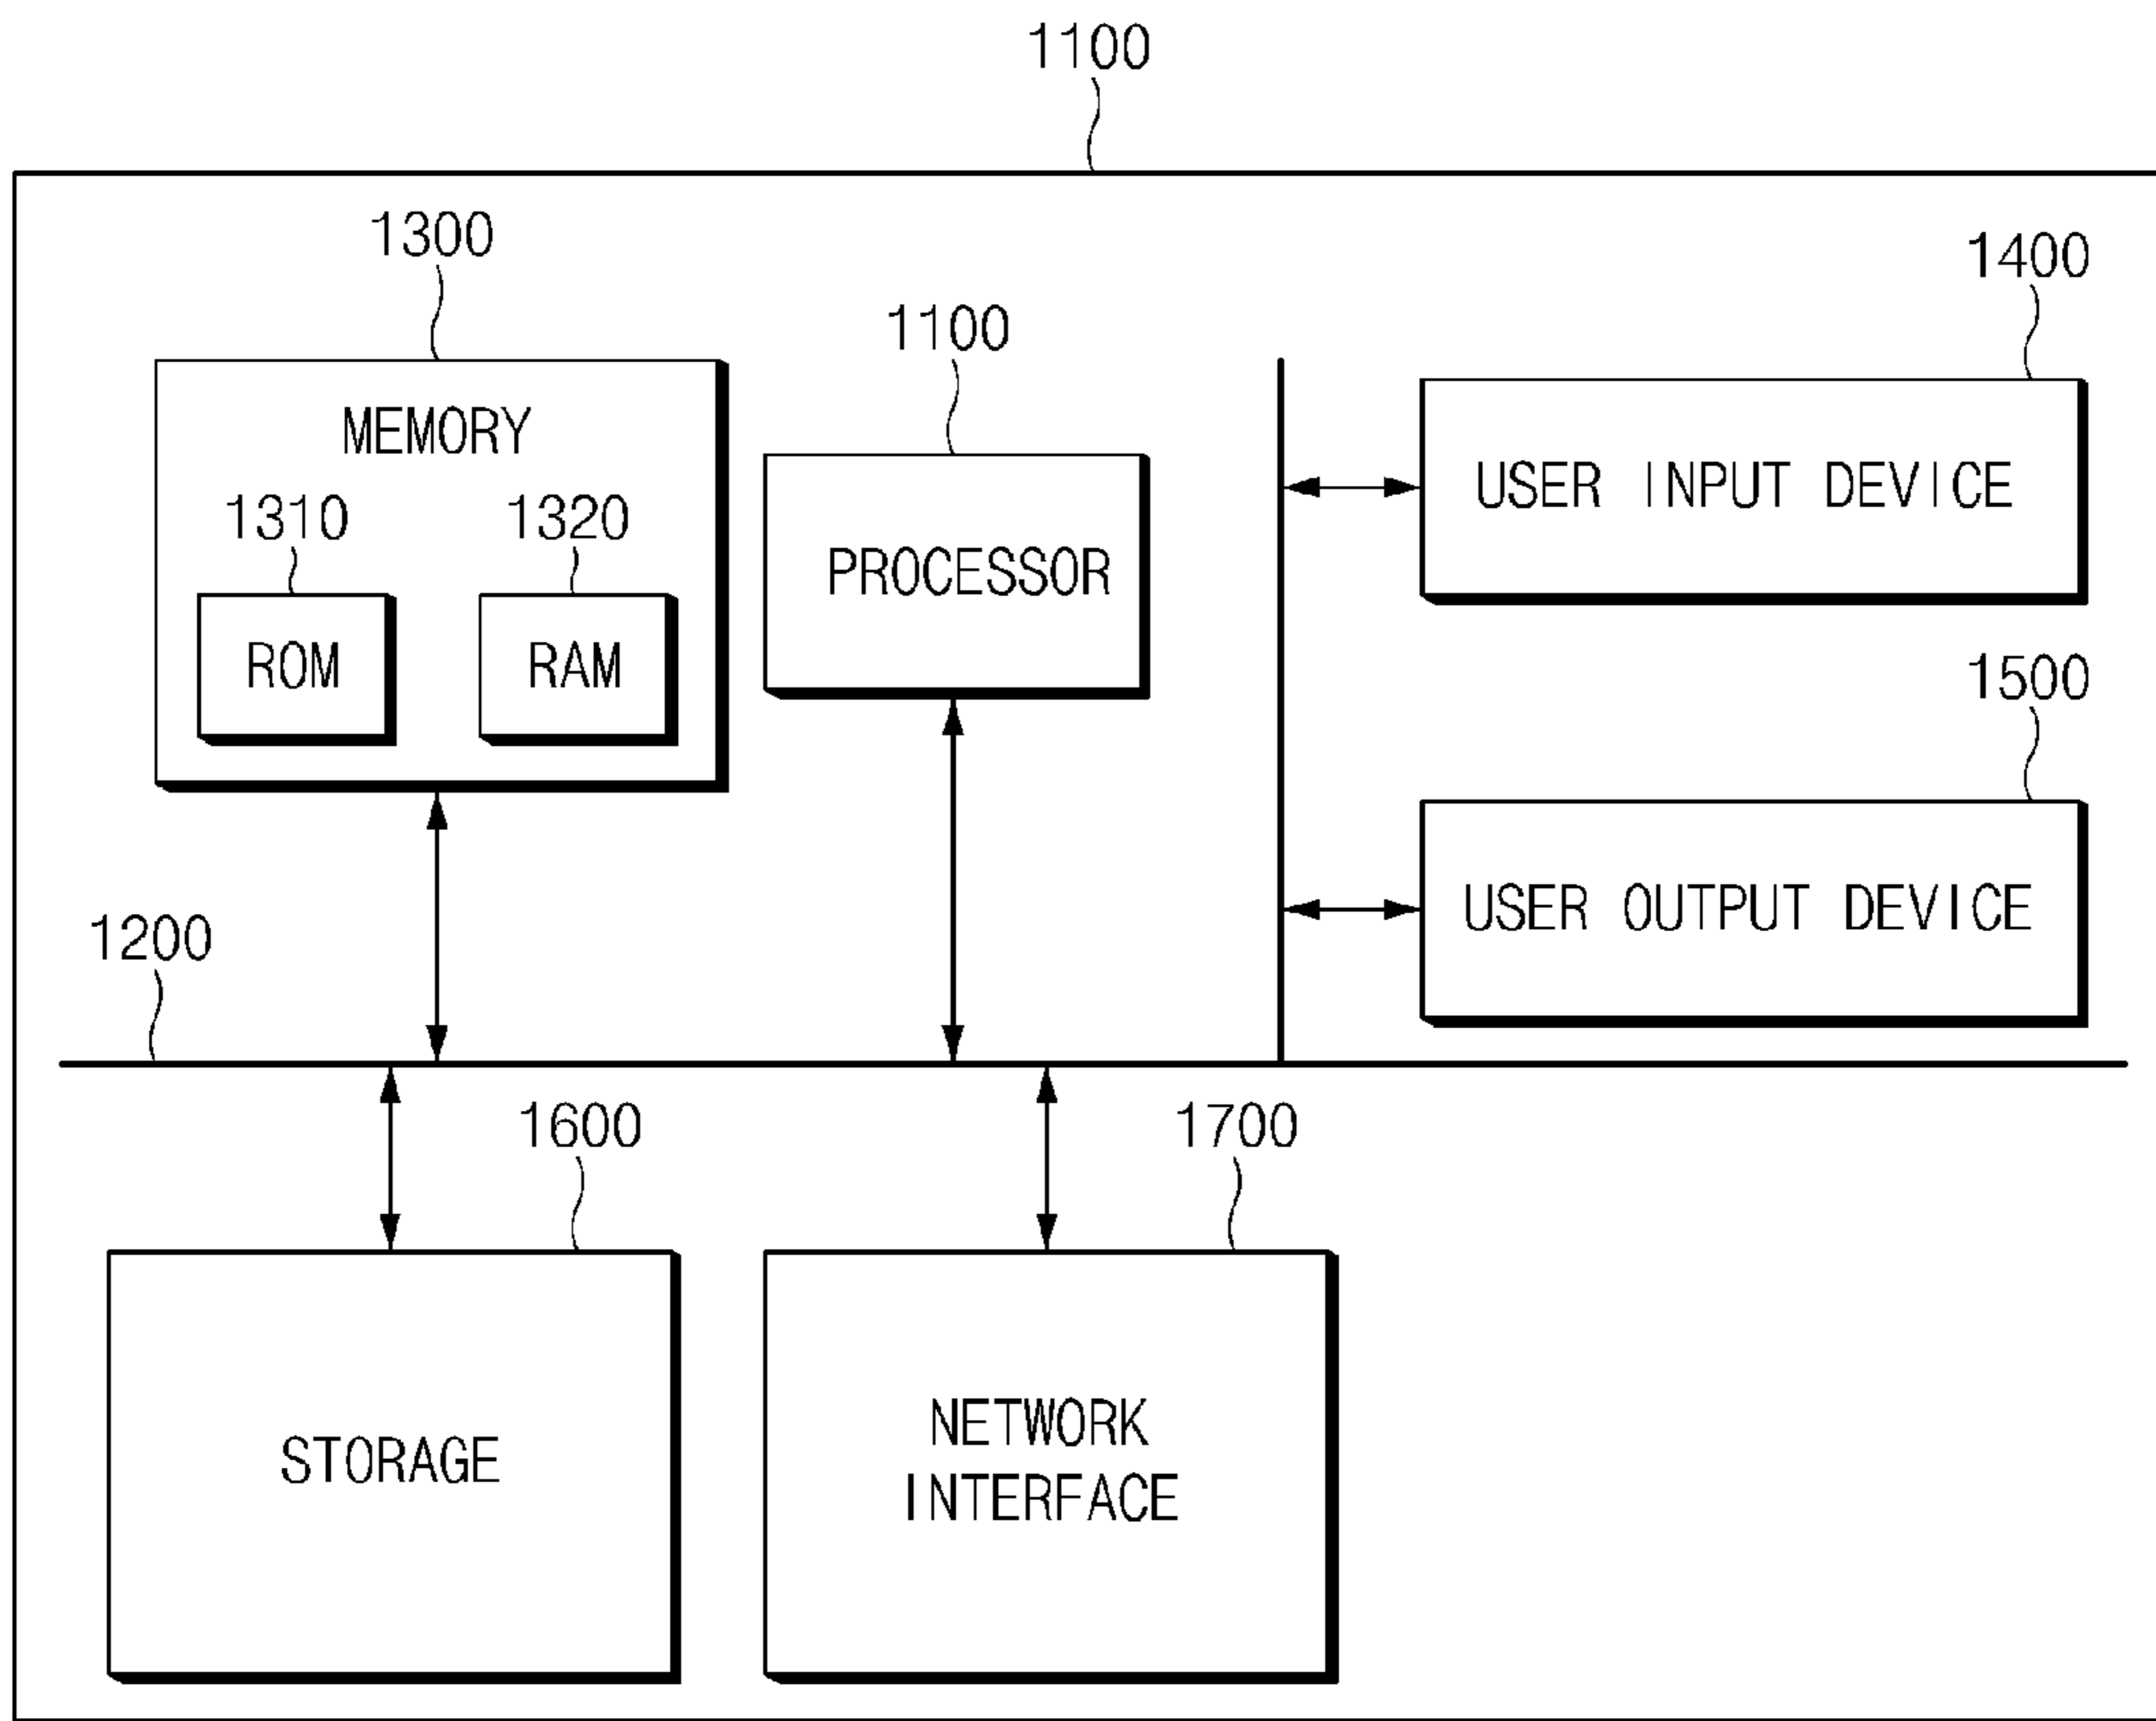 1100
1300
1400
1100
MEMORY
USER INPUT DEVICE
1310
1320
PROCESSOR
ROM
RAM
1500
USER OUTPUT DEVICE
1200
1600
1700
STORAGE
NETWORK
INTERFACE